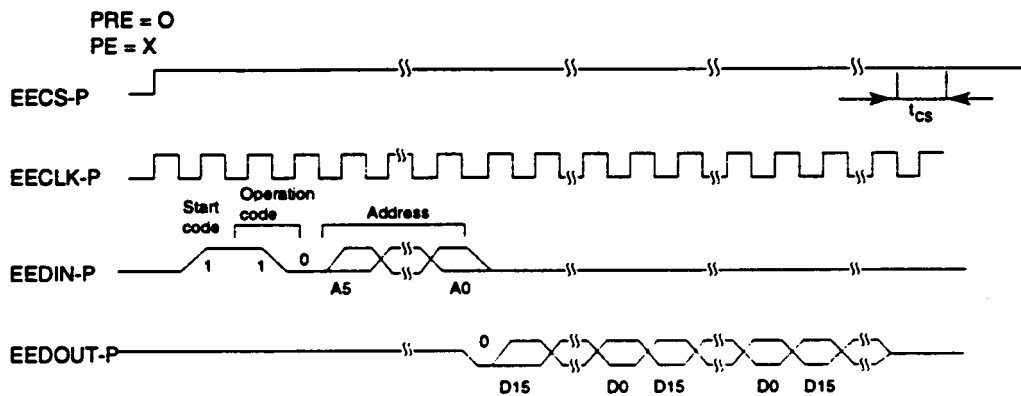 PRE = O
PE = X
EECS-P
tCS
EECLK-P
Start code
Operation code
Address
EEDIN-P
1
1
0
A5
A0
EEDOUT-P
0
D15
D0
D15
D0
D15